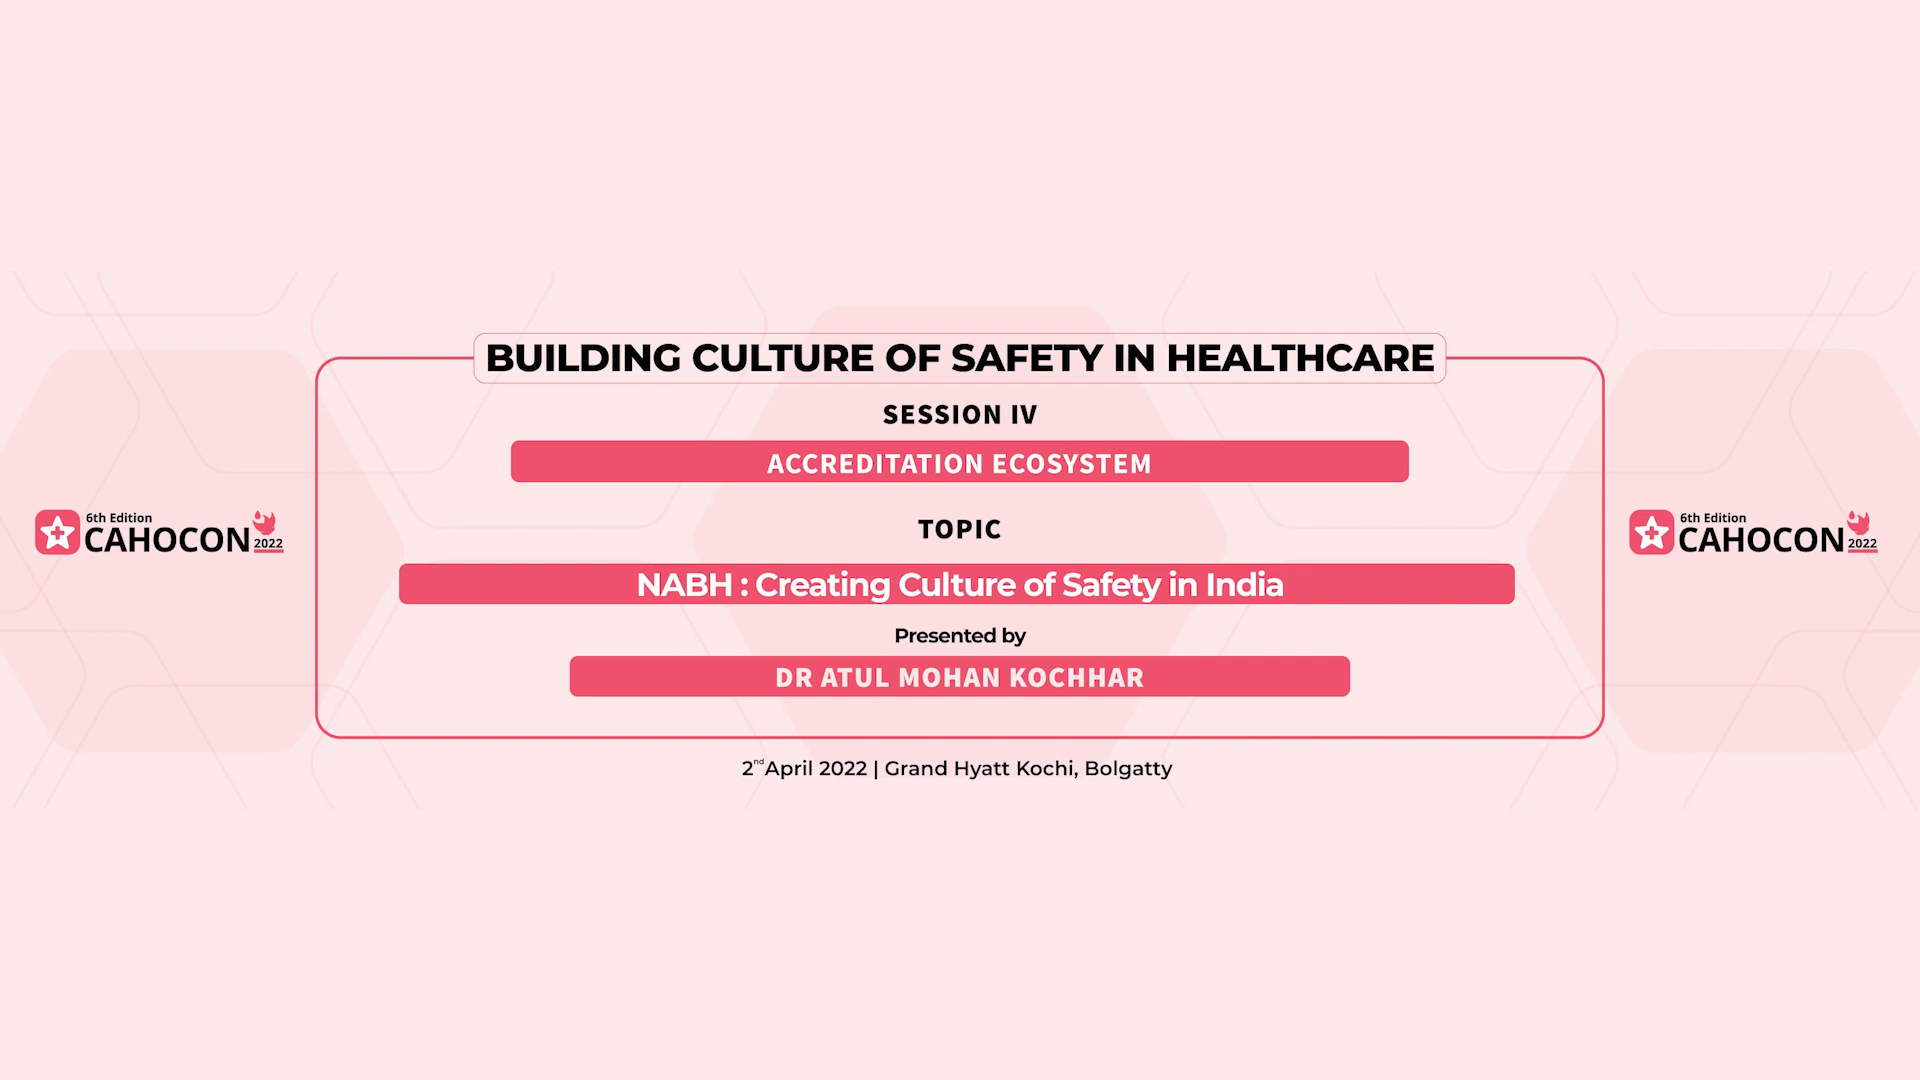 BUILDING CULTURE OF SAFETY IN HEALTHCARE
SESSION IV
ACCREDITATION ECOSYSTEM
TOPIC
NABH : Creating Culture of Safety in India
Presented by
DR ATUL MOHAN KOCHHAR
2nd April 2022 | Grand Hyatt Kochi, Bolgatty
6th Edition
CAHOCON 2022
6th Edition
CAHOCON 2022